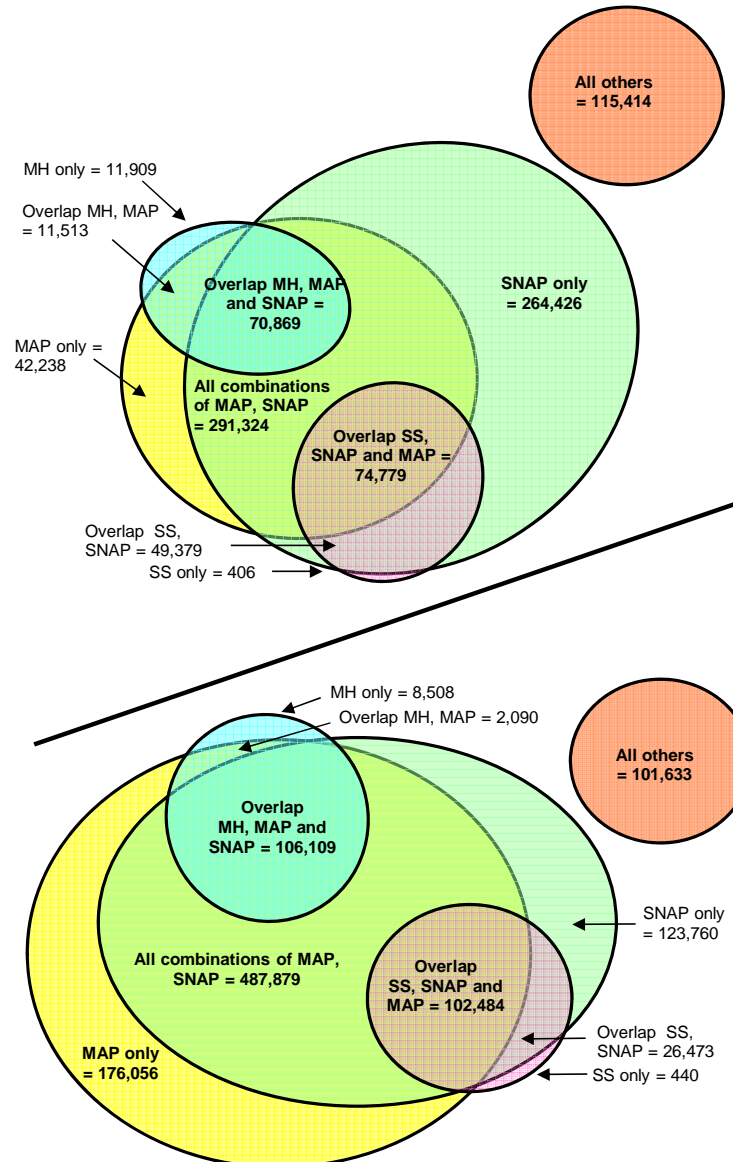 All others
= 115,414
MH only = 11,909
Overlap MH, MAP
= 11,513
Overlap MH, MAP
and SNAP =
70,869
SNAP only
= 264,426
MAP only =
42,238
All combinations
of MAP, SNAP
= 291,324
Overlap SS,
SNAP and MAP =
74,779
Overlap SS,
SNAP = 49,379
SS only = 406
MH only = 8,508
Overlap MH, MAP = 2,090
All others
= 101,633
Overlap
MH, MAP and
SNAP = 106,109
SNAP only
= 123,760
All combinations of MAP,
SNAP = 487,879
Overlap
SS, SNAP and
MAP = 102,484
MAP only
= 176,056
Overlap SS,
SNAP = 26,473
SS only = 440